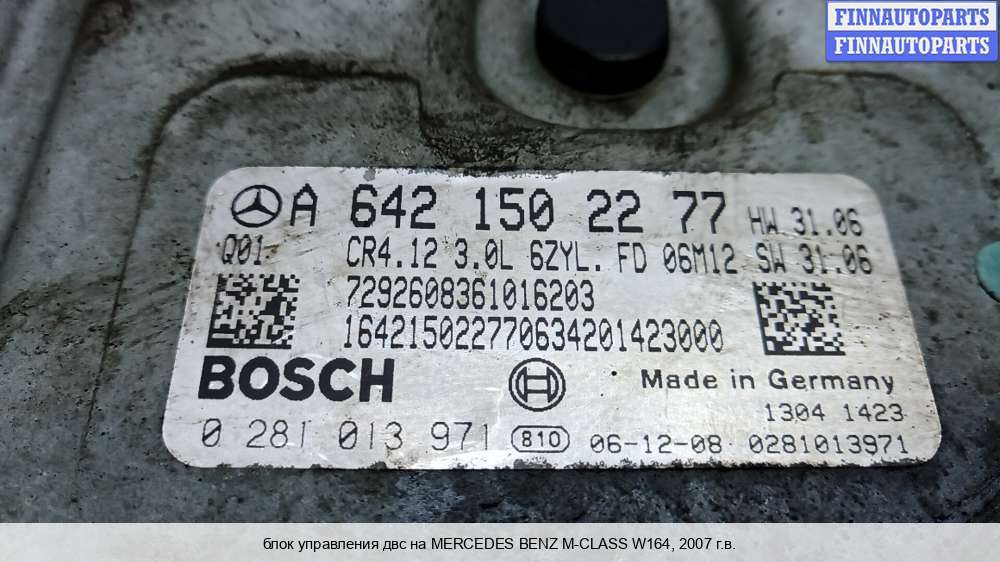 FINNAUTOPARTS
FINNAUTOPARTS
A 642 150 22 77 HW 31.06
Q01 CR4.12 3.0L 6ZYL. FD 06M12 SW 31.06
7292608361016203
164215022770634201423000
BOSCH Made in Germany
1304 1423
0 281 013 971 810 06-12-08 0281013971
блок управления двс на MERCEDES BENZ M-CLASS W164, 2007 г.в.